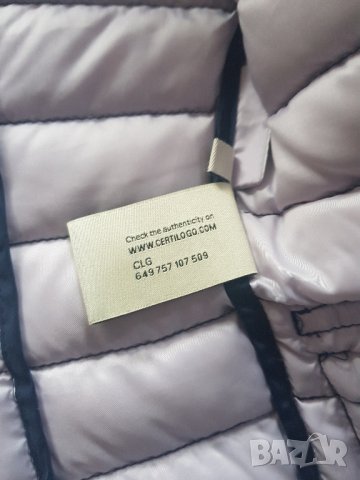 Check the authenticity on
WWW.CERTILOGO.COM
CLG
649 757 107 509
BAZAR